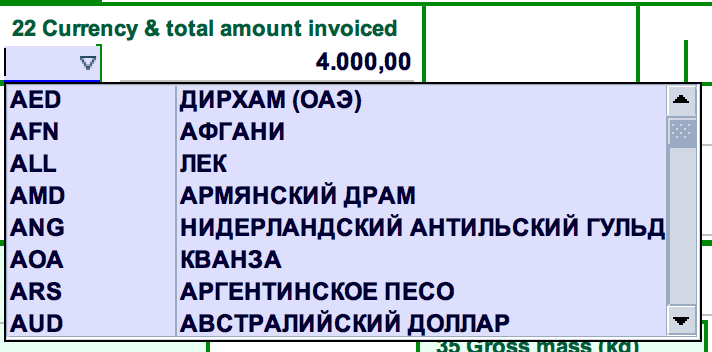 22 Currency & total amount invoiced
4.000,00
AED ДИРХАМ (ОАЭ)
AFN АФГАНИ
ALL ЛЕК
AMD АРМЯНСКИЙ ДРАМ
ANG НИДЕРЛАНДСКИЙ АНТИЛЬСКИЙ ГУЛЬД
AOA КВАНЗА
ARS АРГЕНТИНСКОЕ ПЕСО
AUD АВСТРАЛИЙСКИЙ ДОЛЛАР
35 Gross mass (kg)